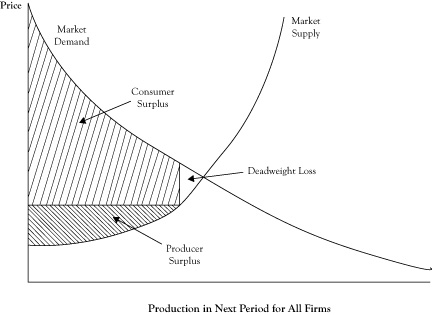 Price
Market
Demand
Market
Supply
Consumer
Surplus
Deadweight Loss
Producer
Surplus
Production in Next Period for All Firms